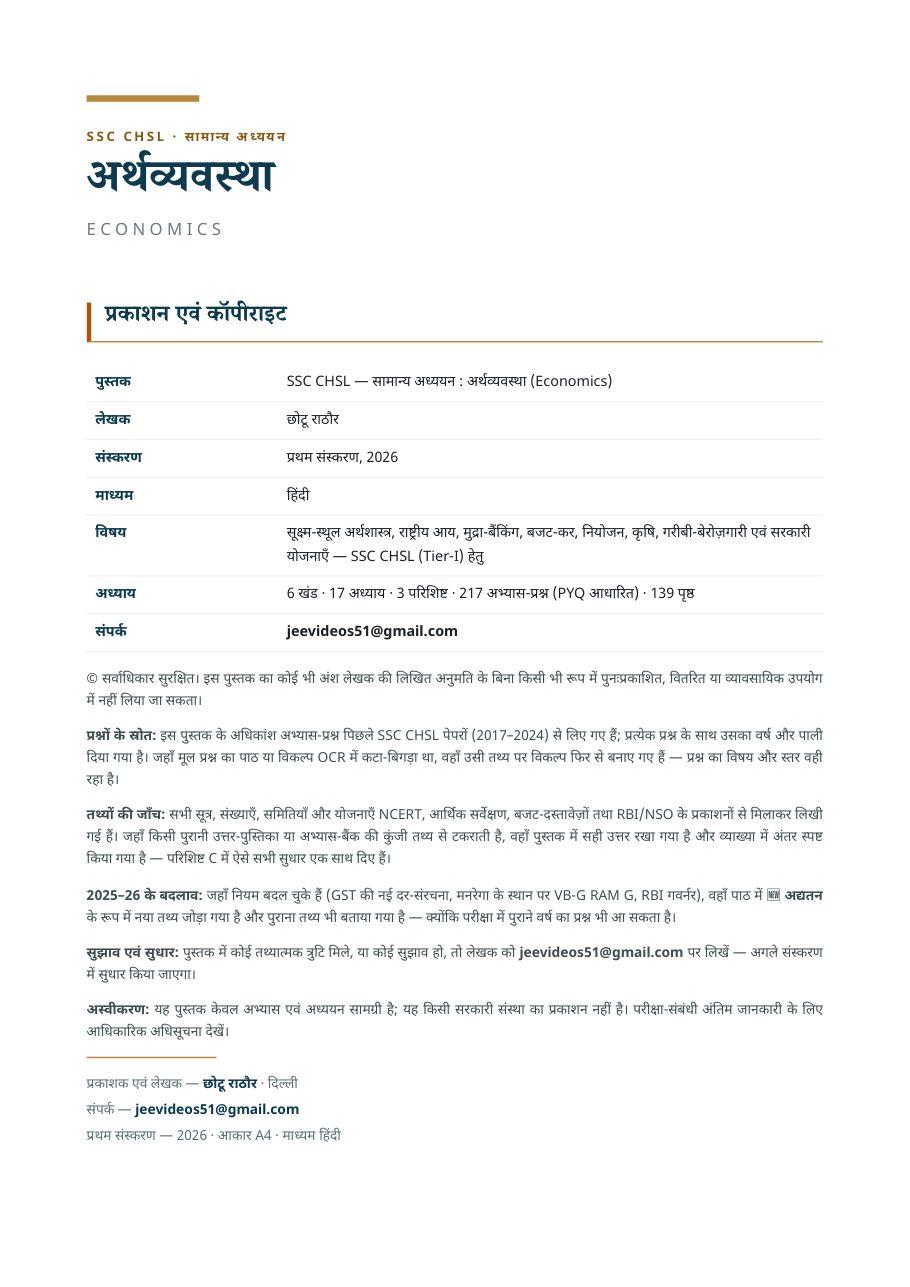 SSC CHSL · सामान्य अध्ययन
अर्थव्यवस्था
ECONOMICS
प्रकाशन एवं कॉपीराइट
पुस्तक SSC CHSL — सामान्य अध्ययन : अर्थव्यवस्था (Economics)
लेखक छोटू राठौर
संस्करण प्रथम संस्करण, 2026
माध्यम हिंदी
विषय सूक्ष्म-स्थूल अर्थशास्त्र, राष्ट्रीय आय, मुद्रा-बैंकिंग, बजट-कर, नियोजन, कृषि, गरीबी-बेरोज़गारी एवं सरकारी
योजनाएँ — SSC CHSL (Tier-I) हेतु
अध्याय 6 खंड · 17 अध्याय · 3 परिशिष्ट · 217 अभ्यास-प्रश्न (PYQ आधारित) · 139 पृष्ठ
संपर्क jeevideos51@gmail.com
© सर्वाधिकार सुरक्षित। इस पुस्तक का कोई भी अंश लेखक की लिखित अनुमति के बिना किसी भी रूप में पुनःप्रकाशित, वितरित या व्यावसायिक उपयोग
में नहीं लिया जा सकता।
प्रश्नों के स्रोत: इस पुस्तक के अधिकांश अभ्यास-प्रश्न पिछले SSC CHSL पेपरों (2017–2024) से लिए गए हैं; प्रत्येक प्रश्न के साथ उसका वर्ष और पाली
दिया गया है। जहाँ मूल प्रश्न का पाठ या विकल्प OCR में कटा-बिगड़ा था, वहाँ उसी तथ्य पर विकल्प फिर से बनाए गए हैं — प्रश्न का विषय और स्तर वही
रहा है।
तथ्यों की जाँच: सभी सूत्र, संख्याएँ, समितियाँ और योजनाएँ NCERT, आर्थिक सर्वेक्षण, बजट-दस्तावेज़ों तथा RBI/NSO के प्रकाशनों से मिलाकर लिखी
गई हैं। जहाँ किसी पुरानी उत्तर-पुस्तिका या अभ्यास-बैंक की कुंजी तथ्य से टकराती है, वहाँ पुस्तक में सही उत्तर रखा गया है और व्याख्या में अंतर स्पष्ट
किया गया है — परिशिष्ट C में ऐसे सभी सुधार एक साथ दिए हैं।
2025–26 के बदलाव: जहाँ नियम बदल चुके हैं (GST की नई दर-संरचना, मनरेगा के स्थान पर VB-G RAM G, RBI गवर्नर), वहाँ पाठ में 🆕 अद्यतन
के रूप में नया तथ्य जोड़ा गया है और पुराना तथ्य भी बताया गया है — क्योंकि परीक्षा में पुराने वर्ष का प्रश्न भी आ सकता है।
सुझाव एवं सुधार: पुस्तक में कोई तथ्यात्मक त्रुटि मिले, या कोई सुझाव हो, तो लेखक को jeevideos51@gmail.com पर लिखें — अगले संस्करण
में सुधार किया जाएगा।
अस्वीकरण: यह पुस्तक केवल अभ्यास एवं अध्ययन सामग्री है; यह किसी सरकारी संस्था का प्रकाशन नहीं है। परीक्षा-संबंधी अंतिम जानकारी के लिए
आधिकारिक अधिसूचना देखें।
प्रकाशक एवं लेखक — छोटू राठौर · दिल्ली
संपर्क — jeevideos51@gmail.com
प्रथम संस्करण — 2026 · आकार A4 · माध्यम हिंदी